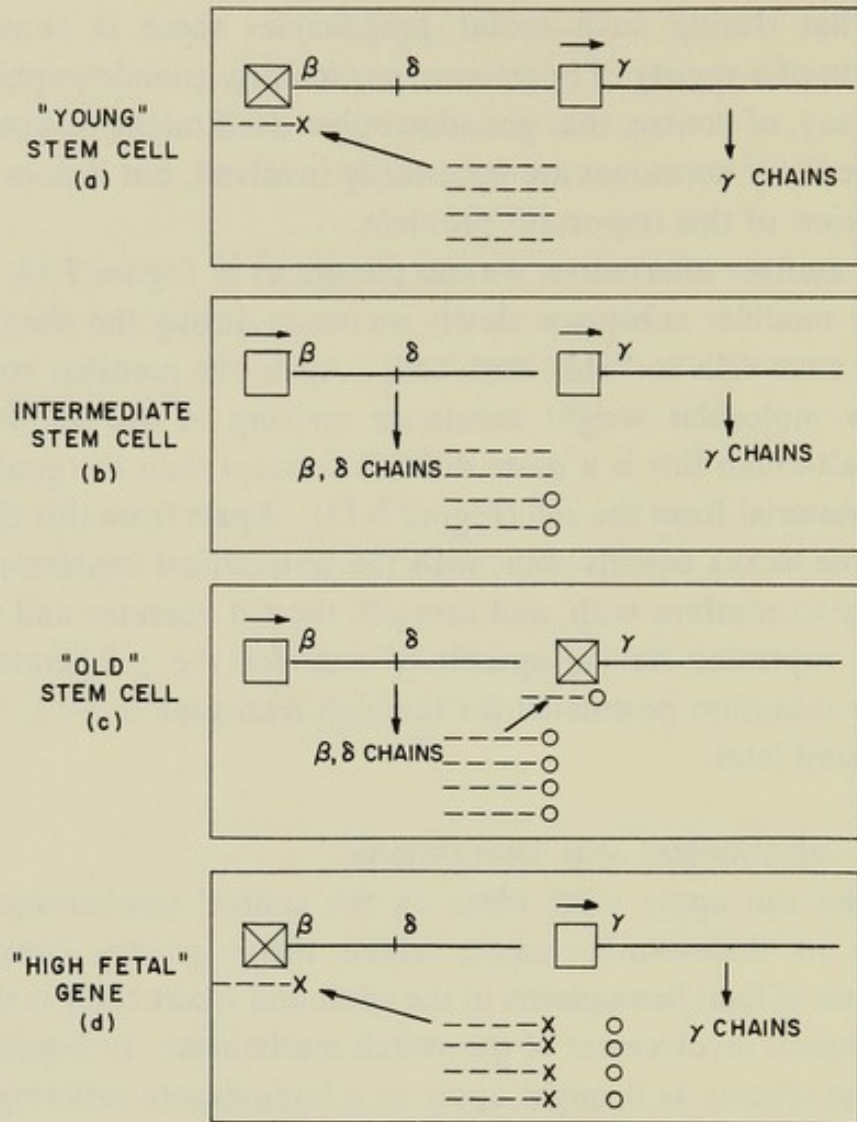 β δ γ
"YOUNG"
STEM CELL
(a)
γ CHAINS
β δ γ
INTERMEDIATE
STEM CELL
(b)
β, δ CHAINS
γ CHAINS
β δ γ
"OLD"
STEM CELL
(c)
β, δ CHAINS
β δ γ
"HIGH FETAL"
GENE
(d)
γ CHAINS